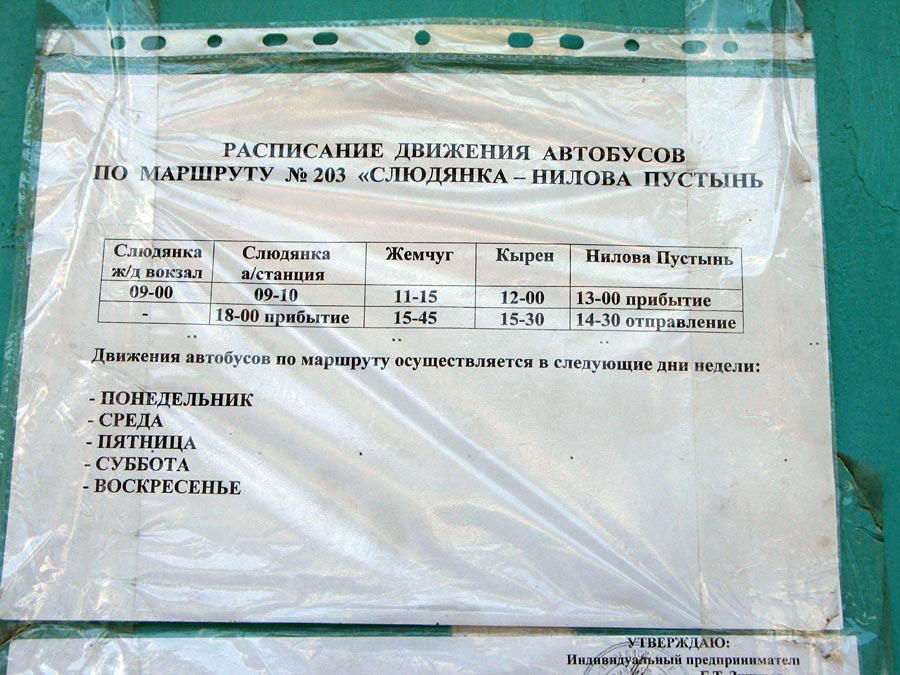 РАСПИСАНИЕ ДВИЖЕНИЯ АВТОБУСОВ
ПО МАРШРУТУ № 203 «СЛЮДЯНКА – НИЛОВА ПУСТЫНЬ
Слюдянка ж/д вокзал Слюдянка а/станция Жемчуг Кырен Нилова Пустынь
09-00 09-10 11-15 12-00 13-00 прибытие
- 18-00 прибытие 15-45 15-30 14-30 отправление
Движения автобусов по маршруту осуществляется в следующие дни недели:
- ПОНЕДЕЛЬНИК
- СРЕДА
- ПЯТНИЦА
- СУББОТА
- ВОСКРЕСЕНЬЕ
УТВЕРЖДАЮ:
Индивидуальный предприниматель